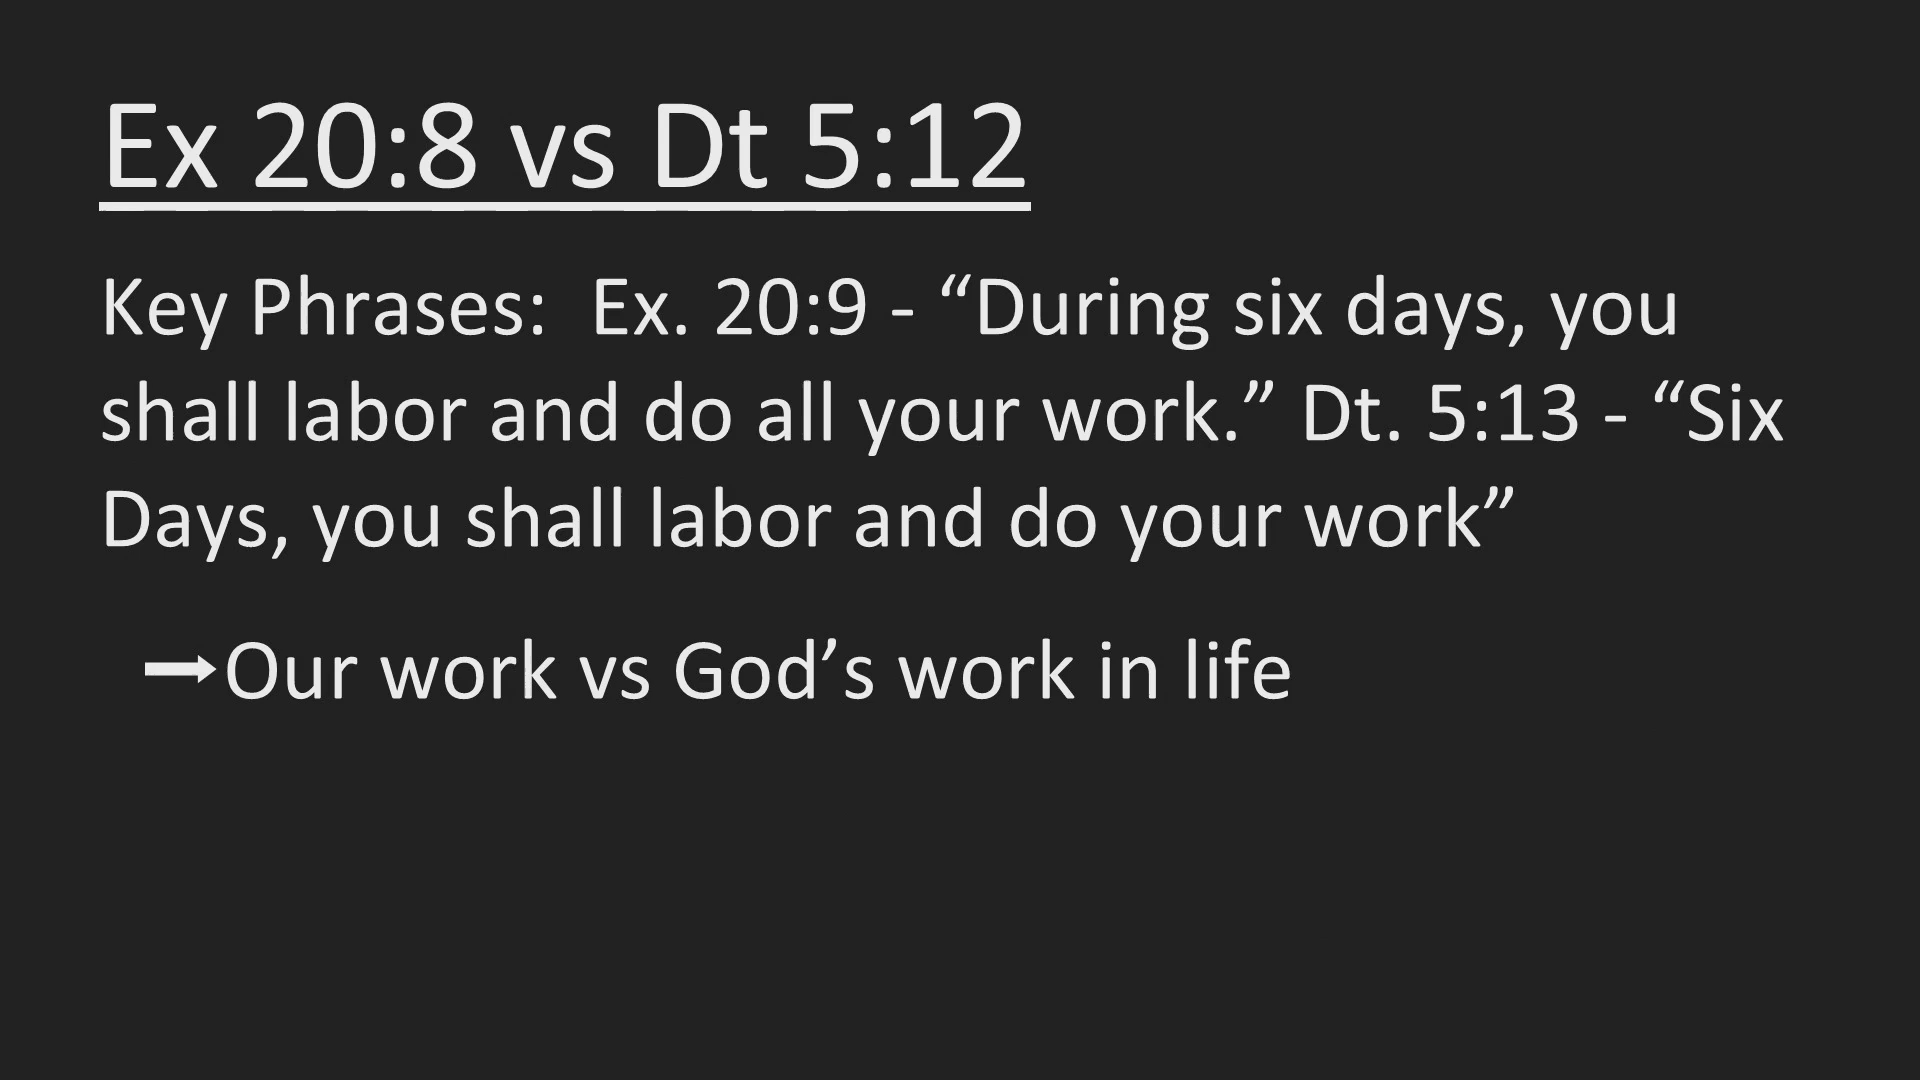 Ex 20:8 vs Dt 5:12
Key Phrases:  Ex. 20:9 - “During six days, you
shall labor and do all your work.” Dt. 5:13 - “Six
Days, you shall labor and do your work”
➞Our work vs God’s work in life